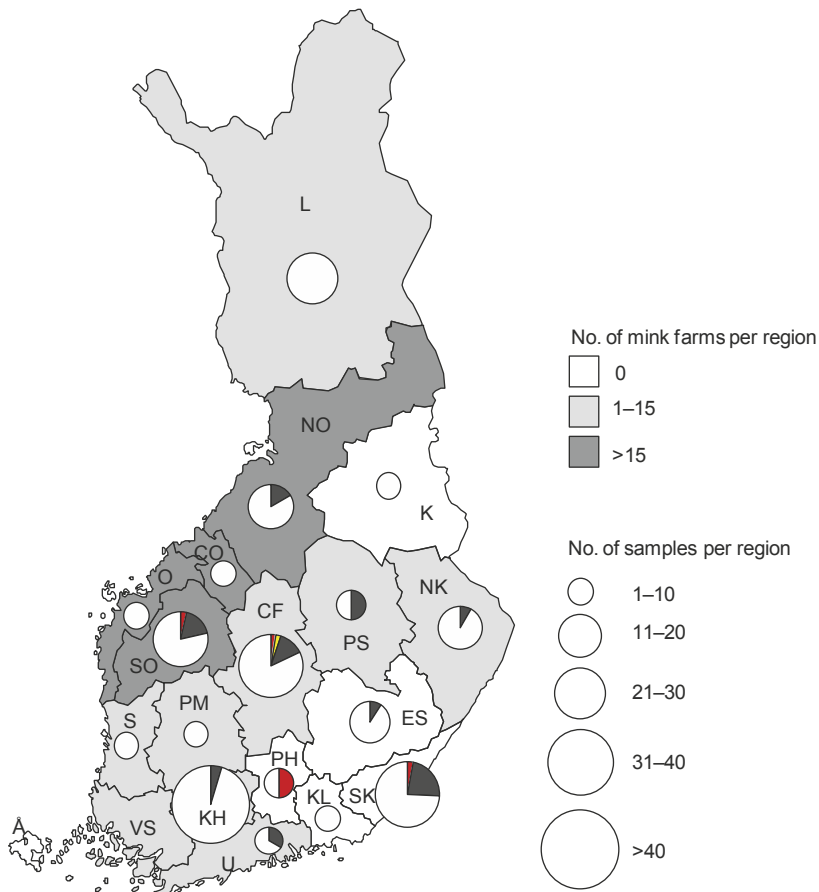 L
No. of mink farms per region
0
1–15
>15
NO
K
CO
O
NK
CF
PS
SO
PM
S
ES
PH
KL
SK
KH
VS
U
Å
No. of samples per region
1–10
11–20
21–30
31–40
>40